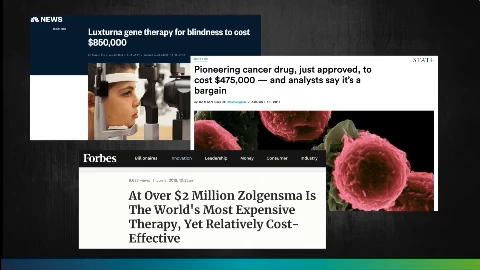 NEWS
Luxturna gene therapy for blindness to cost
$850,000
STAT+
Pioneering cancer drug, just approved, to
cost $475,000 — and analysts say it's a
bargain
Forbes
Billionaires
Innovation
Leadership
Money
Consumer
Industry
At Over $2 Million Zolgensma Is
The World's Most Expensive
Therapy, Yet Relatively Cost-
Effective